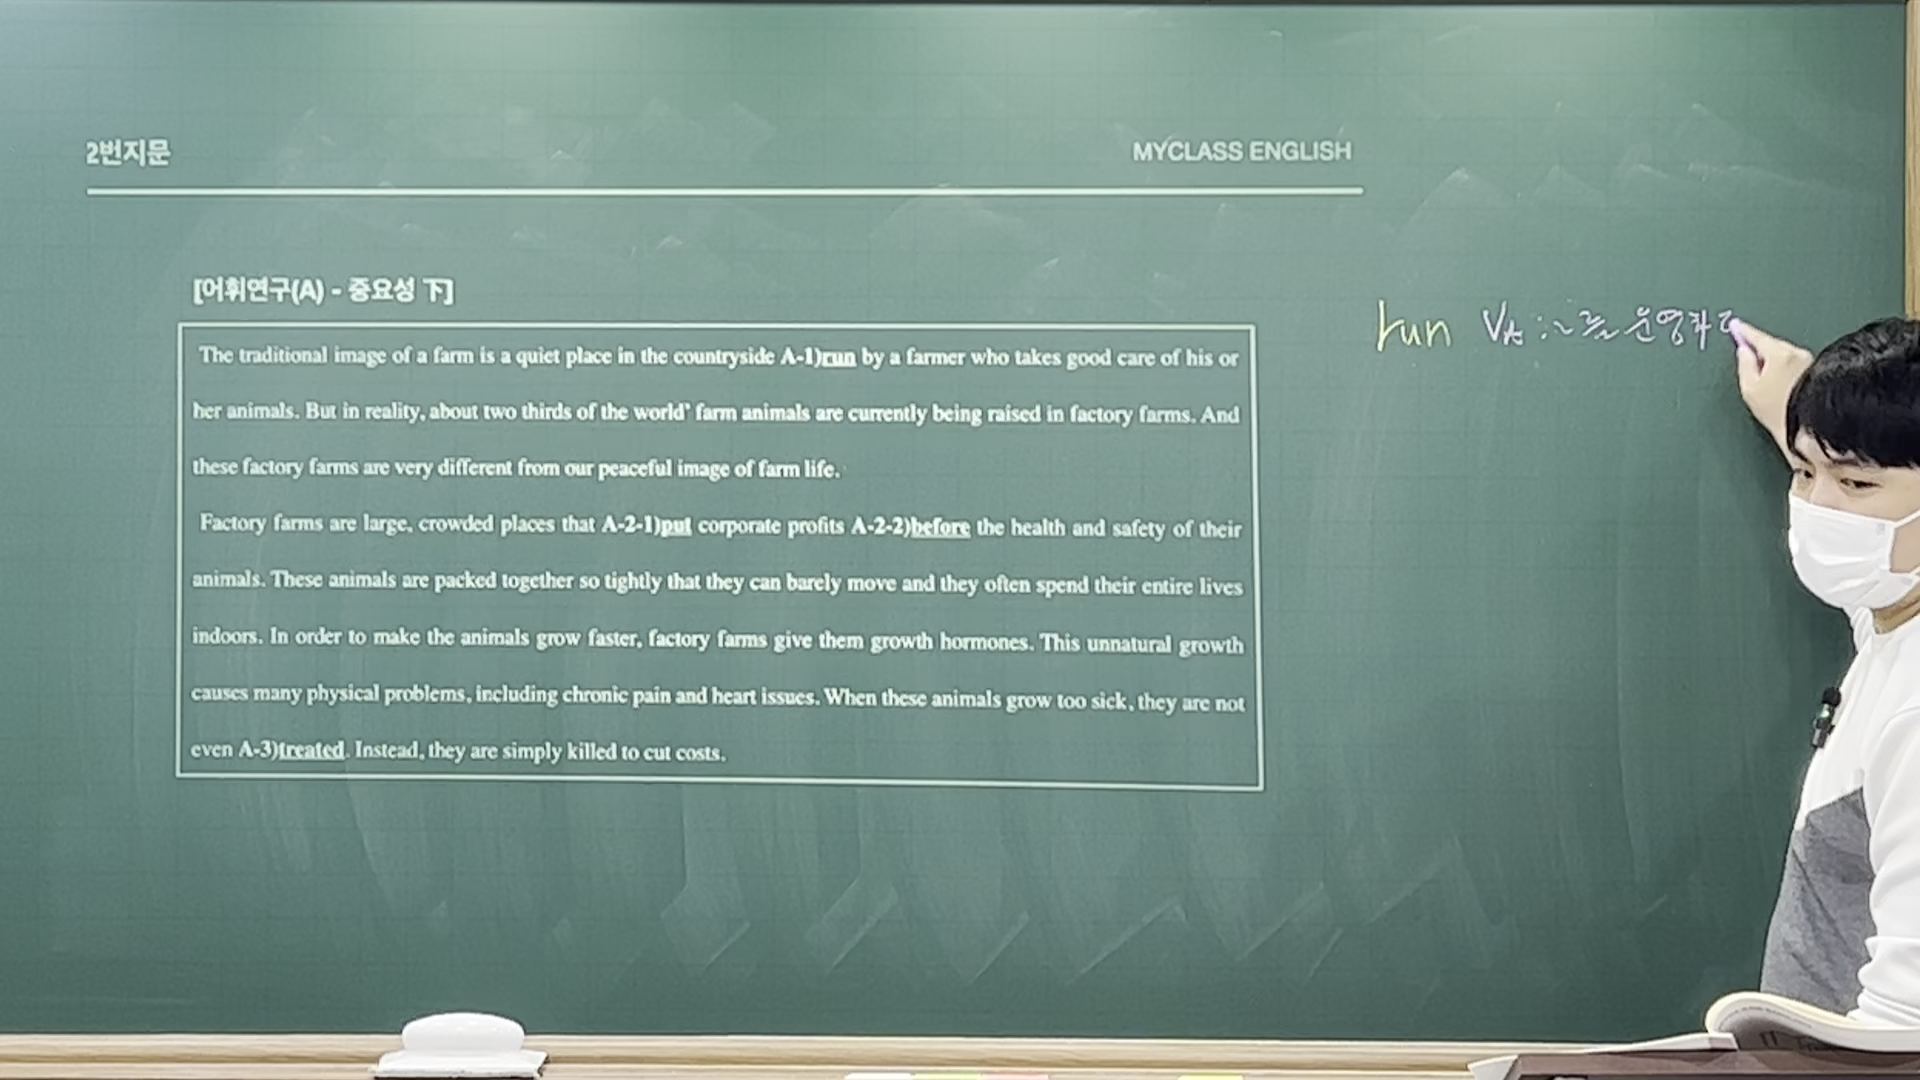 2번지문
MYCLASS ENGLISH
[어휘연구(A) - 중요성 下]
The traditional image of a farm is a quiet place in the countryside A-1)run by a farmer who takes good care of his or
her animals. But in reality, about two thirds of the world' farm animals are currently being raised in factory farms. And
these factory farms are very different from our peaceful image of farm life.
Factory farms are large, crowded places that A-2-1)put corporate profits A-2-2)before the health and safety of their
animals. These animals are packed together so tightly that they can barely move and they often spend their entire lives
indoors. In order to make the animals grow faster, factory farms give them growth hormones. This unnatural growth
causes many physical problems, including chronic pain and heart issues. When these animals grow too sick, they are not
even A-3)treated. Instead, they are simply killed to cut costs.
run Vt : ~를 운영하